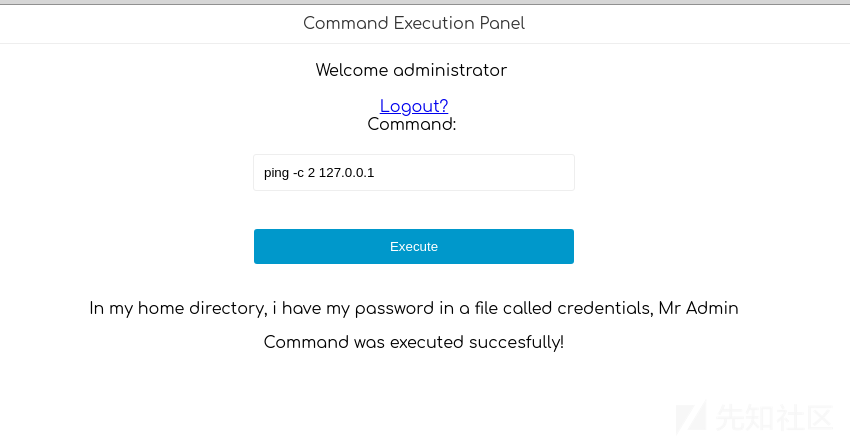 Command Execution Panel
Welcome administrator
Logout?
Command:
ping -c 2 127.0.0.1
Execute
In my home directory, i have my password in a file called credentials, Mr Admin
Command was executed succesfully!
先知社区